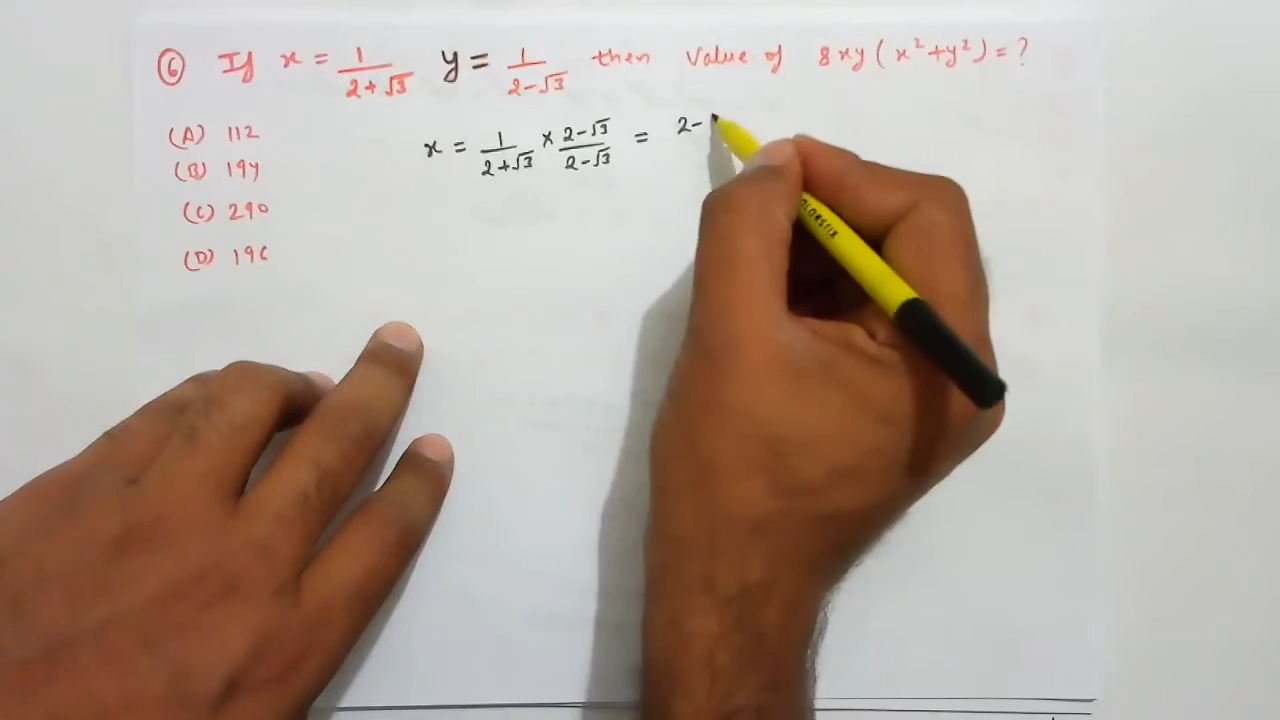 ⑥ If x = 1/(2+√3) y = 1/(2-√3) then value of 8xy(x²+y²) = ?
(A) 112
(B) 194
(C) 290
(D) 196
x = 1/(2+√3) × (2-√3)/(2-√3) = 2-